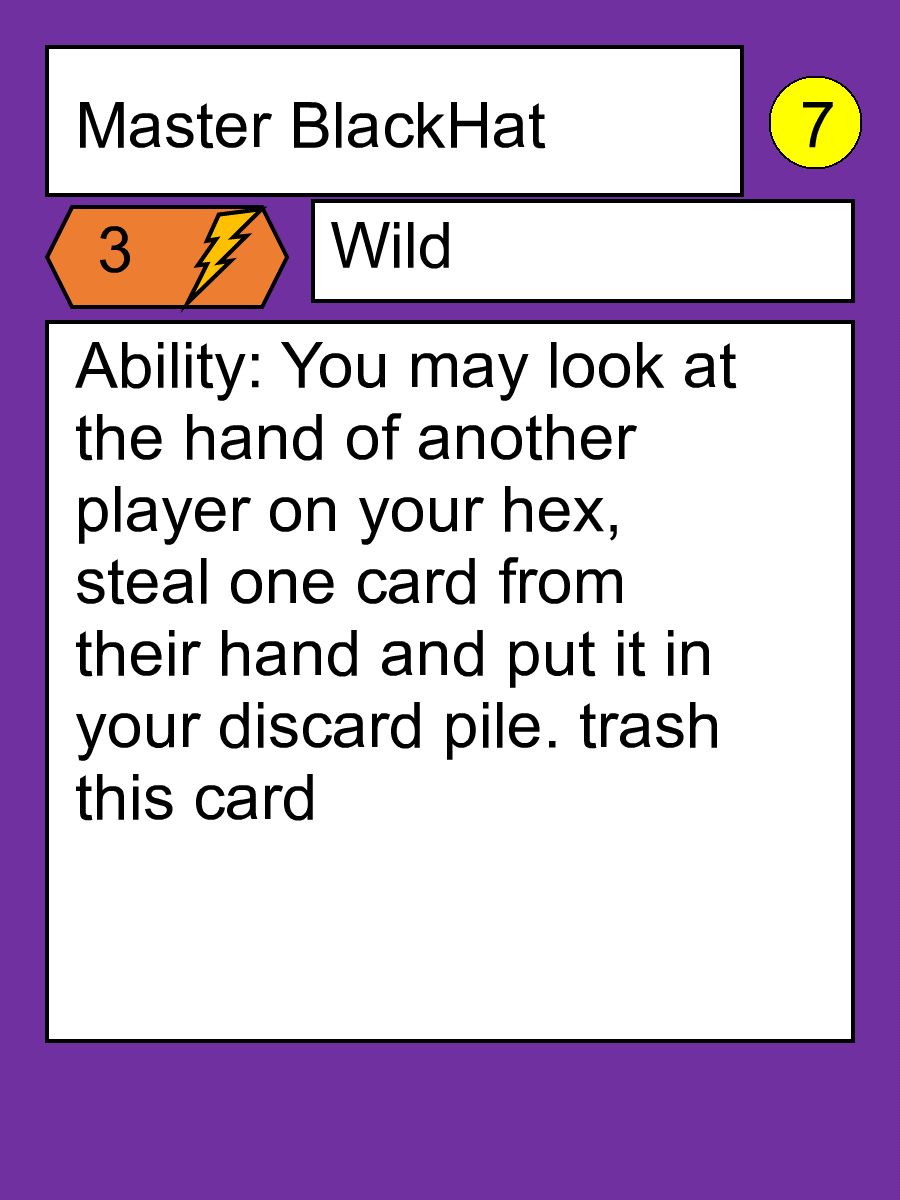 Master BlackHat
7
3
Wild
Ability: You may look at
the hand of another
player on your hex,
steal one card from
their hand and put it in
your discard pile. trash
this card